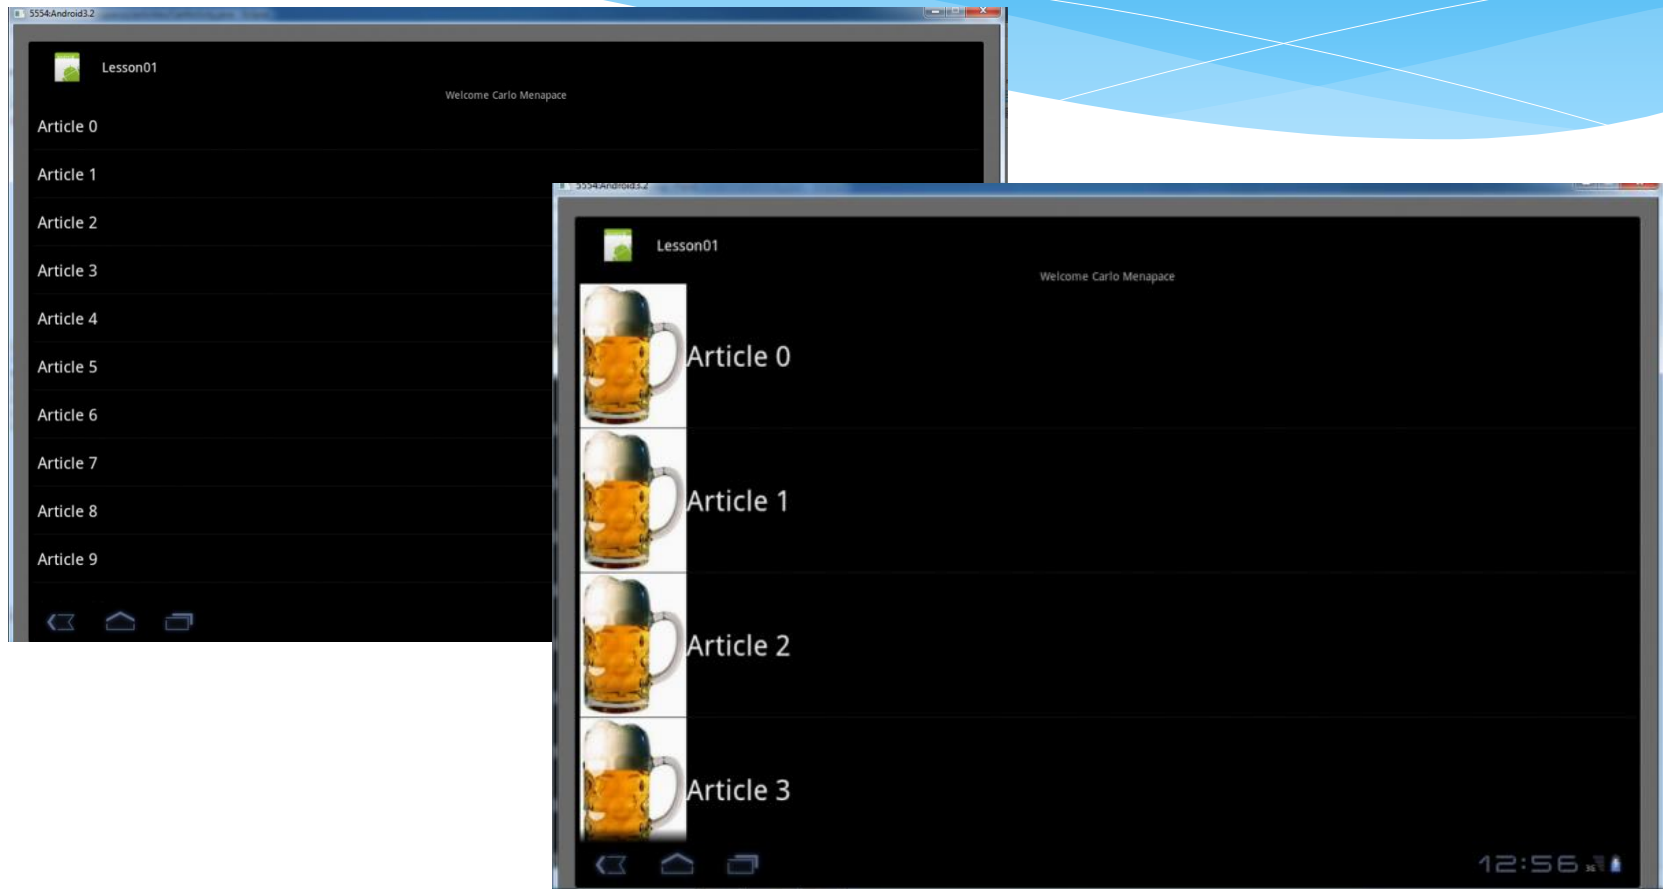 5554:Android3.2
Lesson01
Welcome Carlo Menapace
Article 0
Article 1
Article 2
Article 3
Article 4
Article 5
Article 6
Article 7
Article 8
Article 9
5554:Android3.2
Lesson01
Welcome Carlo Menapace
Article 0
Article 1
Article 2
Article 3
12:56 3G